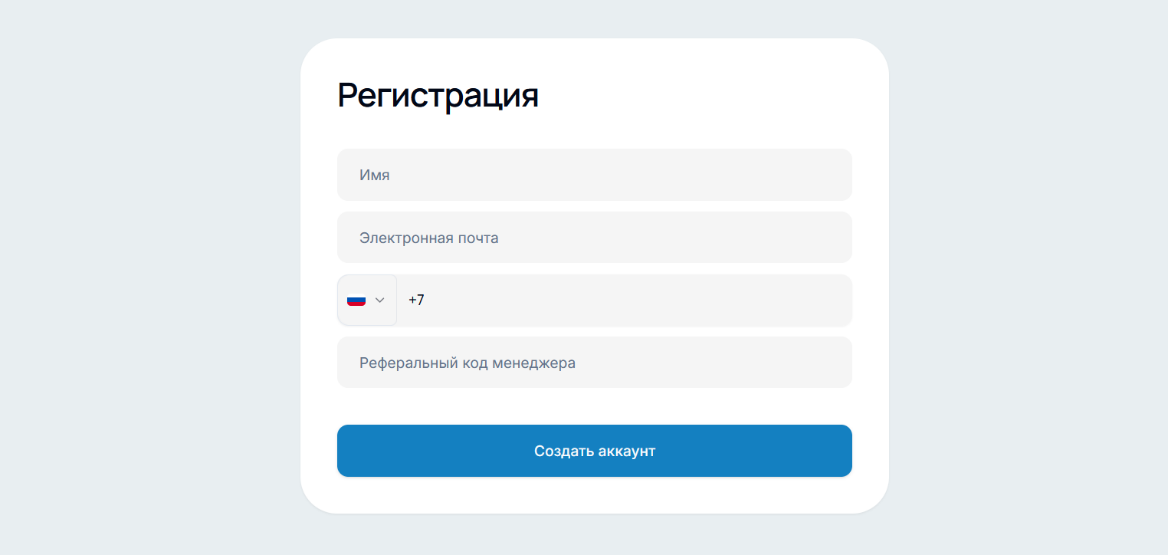 Регистрация
Имя
Электронная почта
+7
Реферальный код менеджера
Создать аккаунт